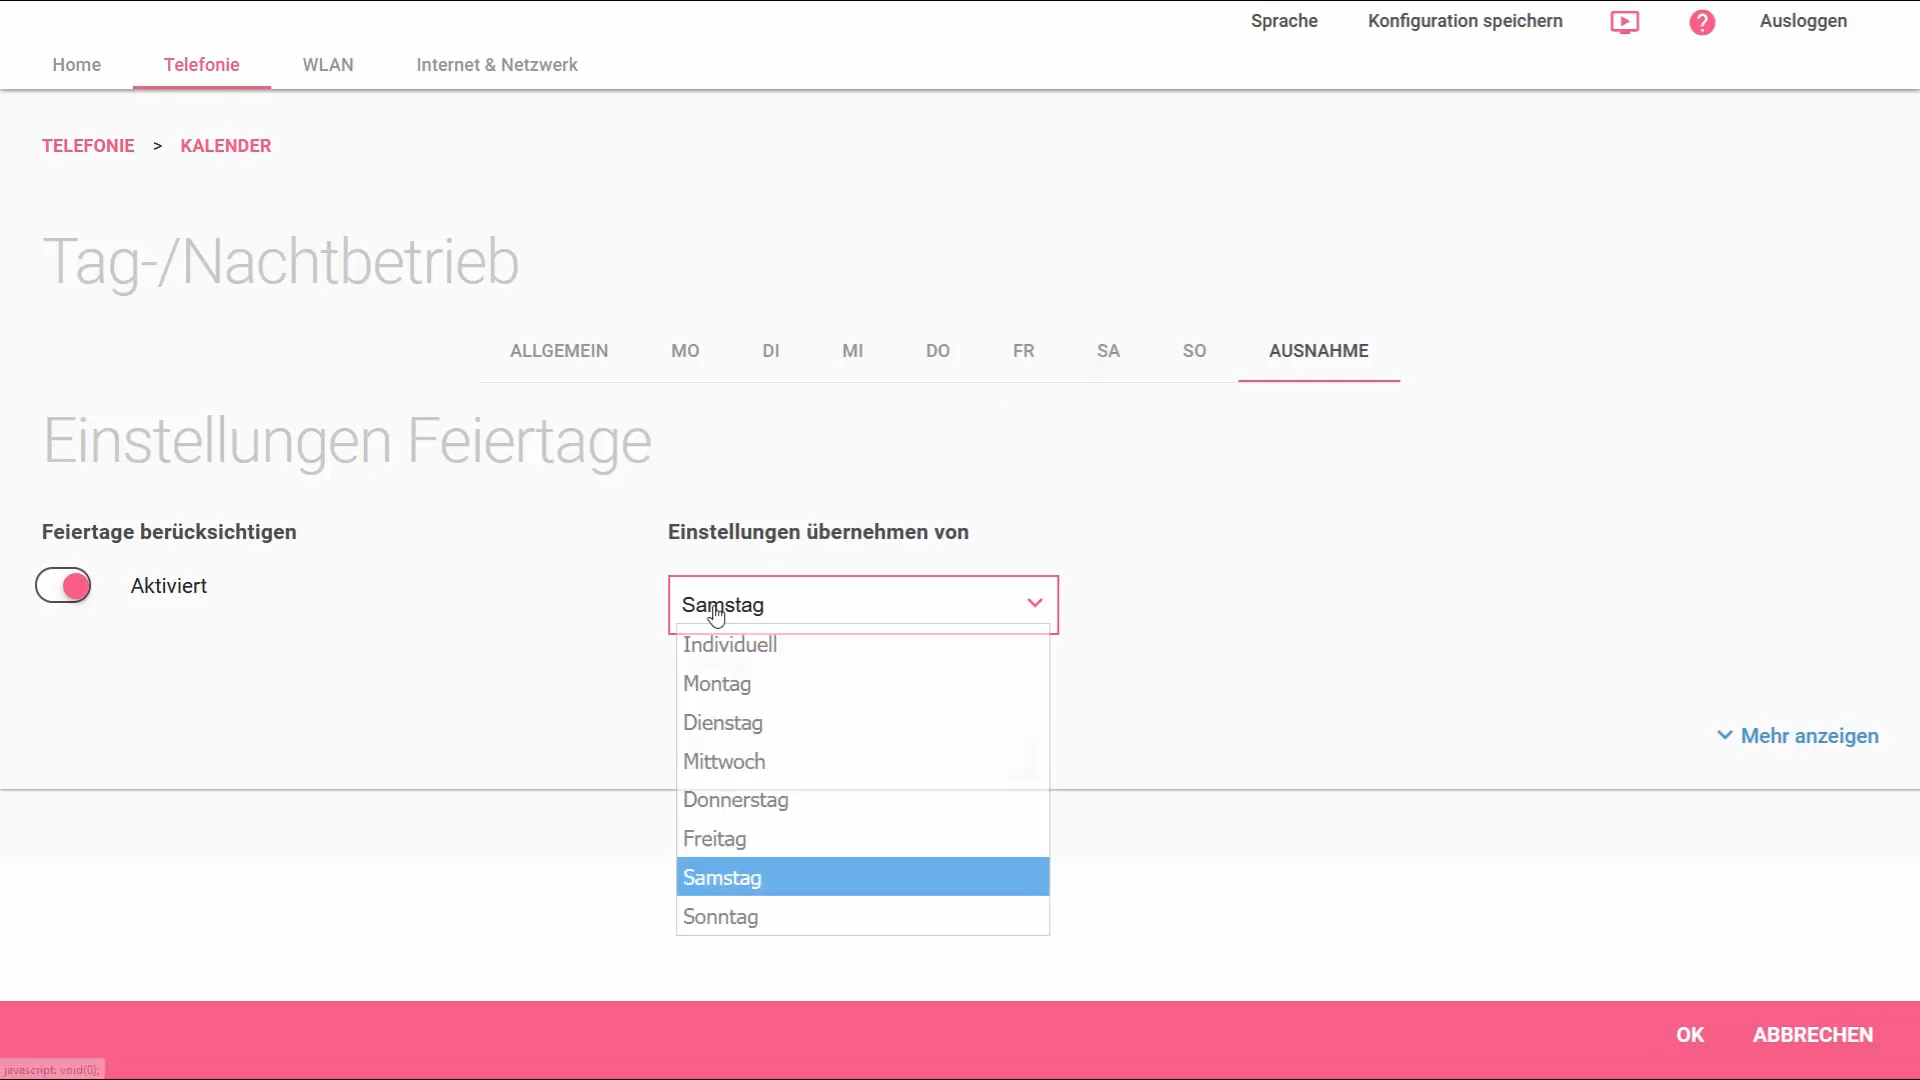 Sprache Konfiguration speichern ? Ausloggen
Home Telefonie WLAN Internet & Netzwerk
TELEFONIE > KALENDER
Tag-/Nachtbetrieb
ALLGEMEIN MO DI MI DO FR SA SO AUSNAHME
Einstellungen Feiertage
Feiertage berücksichtigen Einstellungen übernehmen von
Aktiviert
Samstag
Individuell
Montag
Dienstag
Mehr anzeigen
Mittwoch
Donnerstag
Freitag
Samstag
Sonntag
OK ABBRECHEN
javascript: void(0);